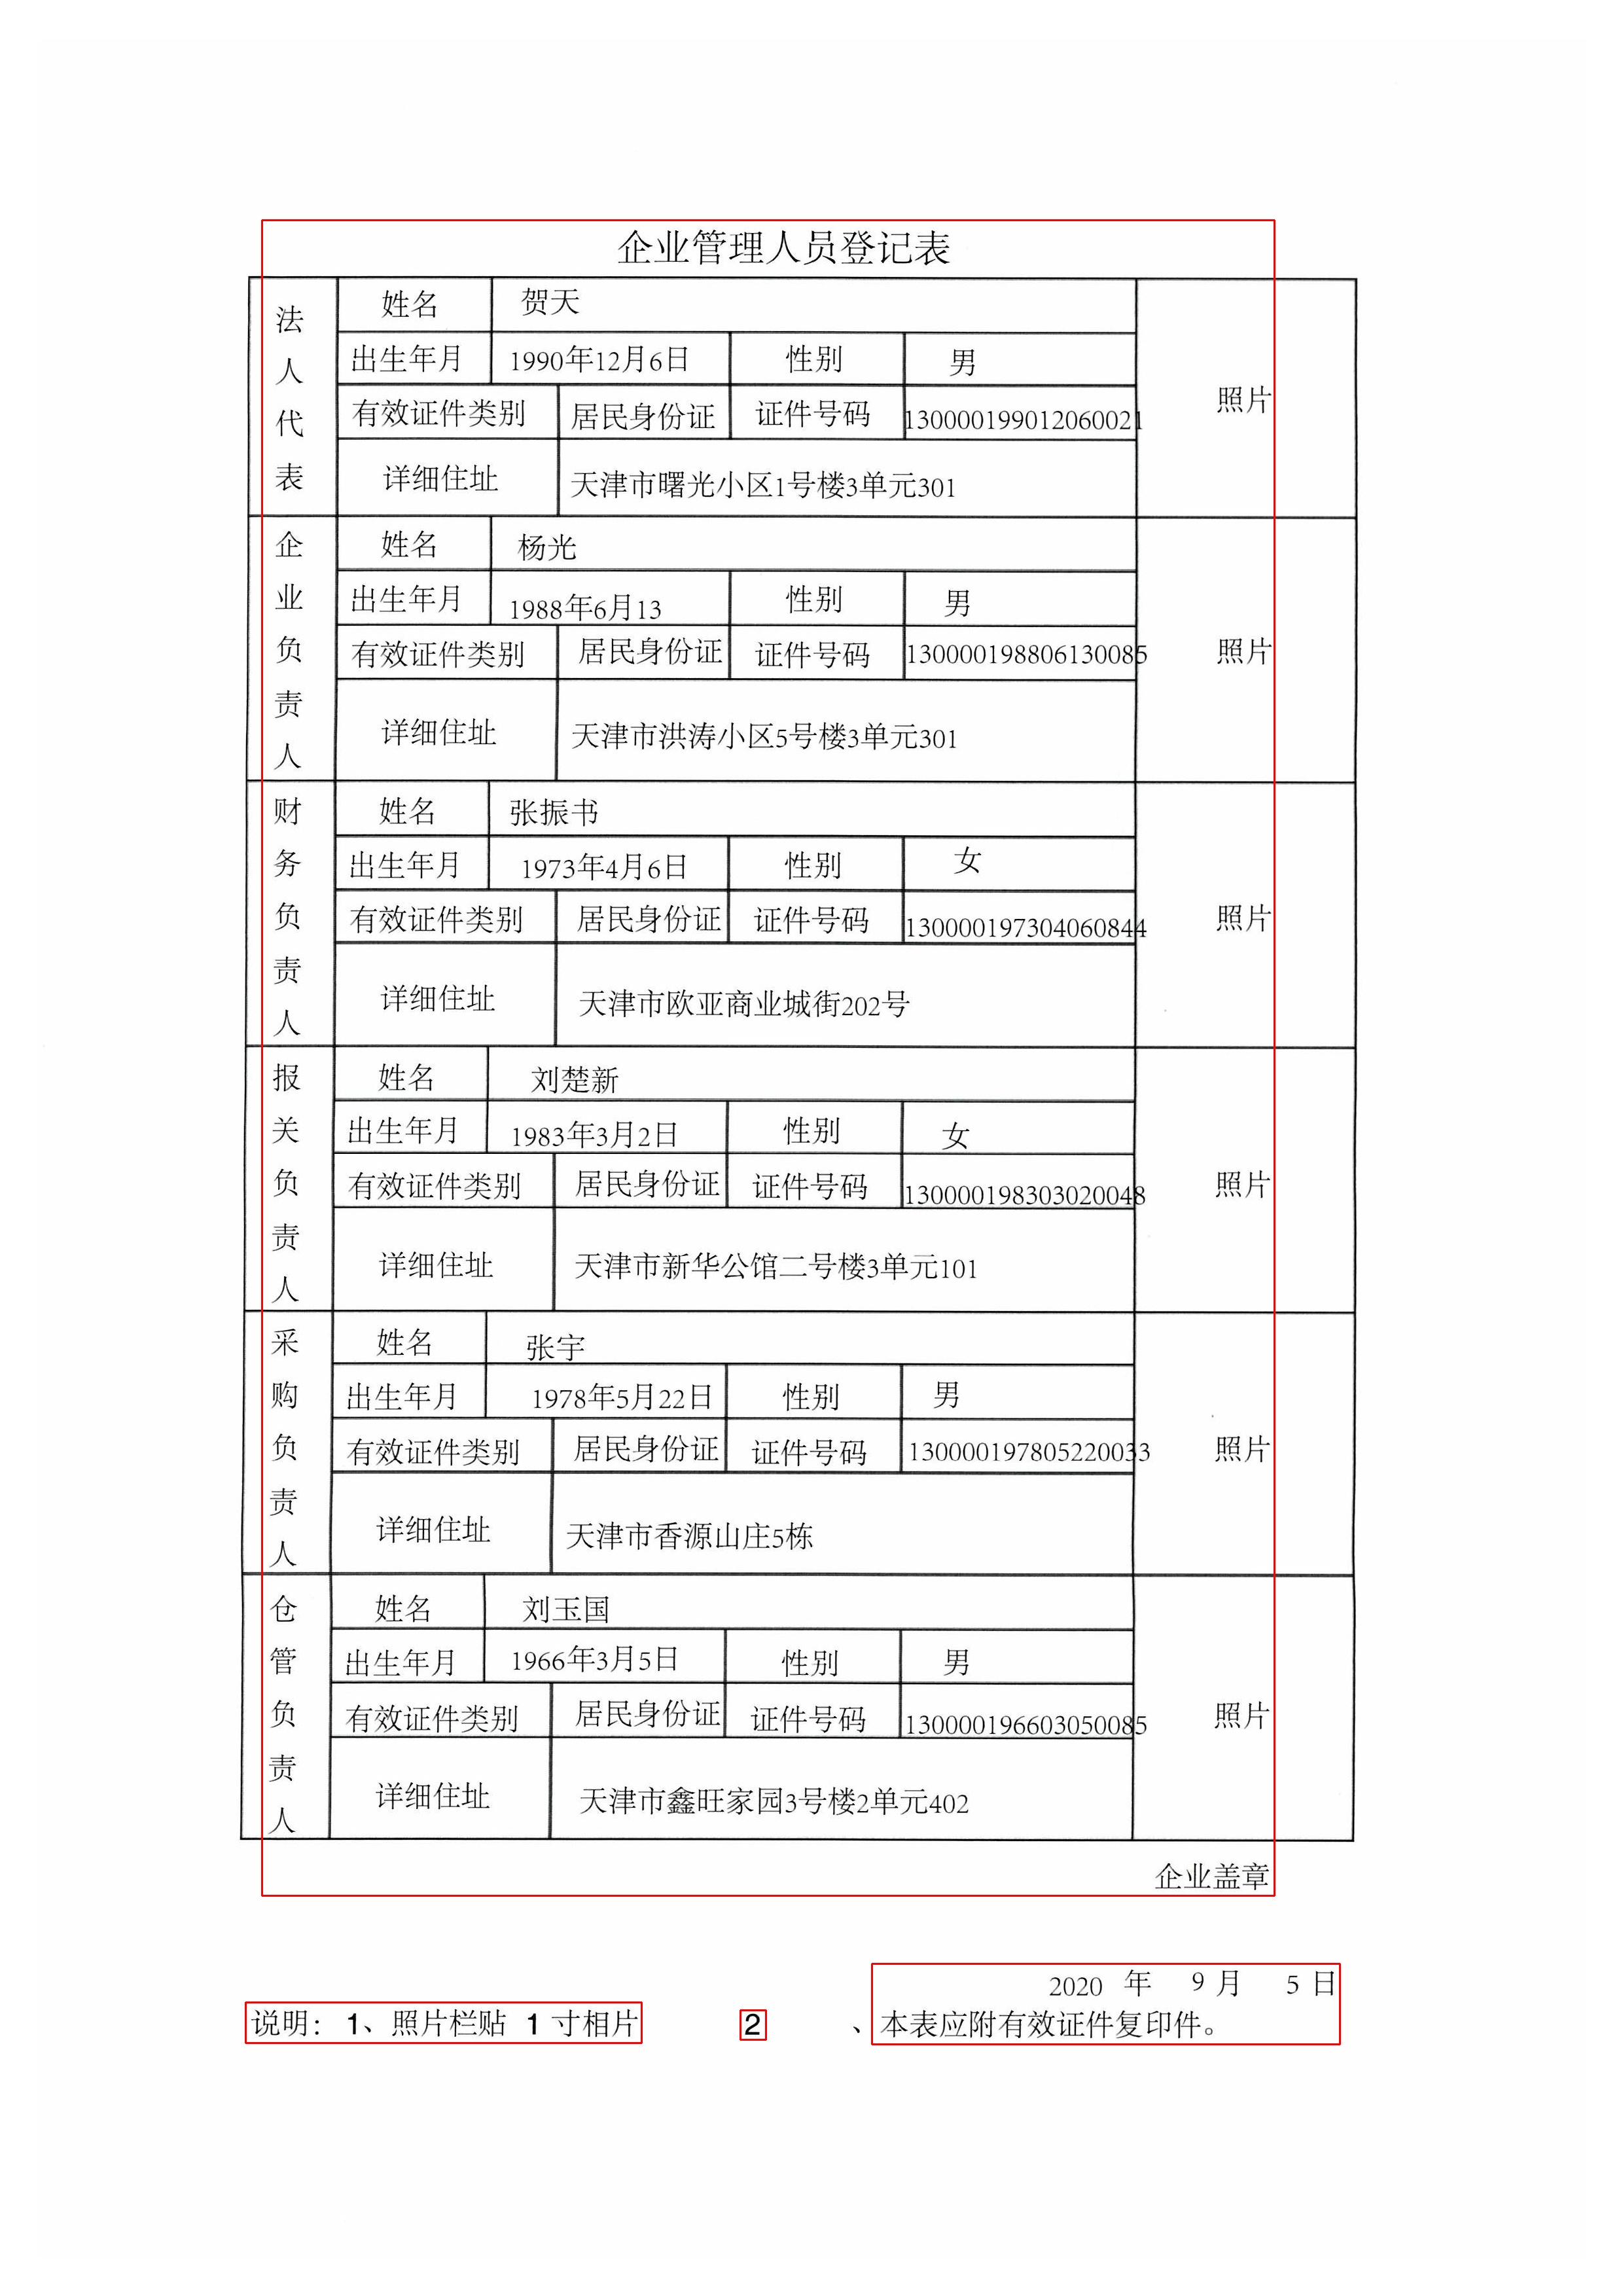 企业管理人员登记表
法人代表
姓名 贺天
出生年月 1990年12月6日 性别 男
有效证件类别 居民身份证 证件号码 130000199012060021
详细住址 天津市曙光小区1号楼3单元301
照片
企业负责人
姓名 杨光
出生年月 1988年6月13 性别 男
有效证件类别 居民身份证 证件号码 130000198806130085
详细住址 天津市洪涛小区5号楼3单元301
照片
财务负责人
姓名 张振书
出生年月 1973年4月6日 性别 女
有效证件类别 居民身份证 证件号码 130000197304060844
详细住址 天津市欧亚商业城街202号
照片
报关负责人
姓名 刘楚新
出生年月 1983年3月2日 性别 女
有效证件类别 居民身份证 证件号码 130000198303020048
详细住址 天津市新华公馆二号楼3单元101
照片
采购负责人
姓名 张宇
出生年月 1978年5月22日 性别 男
有效证件类别 居民身份证 证件号码 130000197805220033
详细住址 天津市香源山庄5栋
照片
仓管负责人
姓名 刘玉国
出生年月 1966年3月5日 性别 男
有效证件类别 居民身份证 证件号码 130000196603050085
详细住址 天津市鑫旺家园3号楼2单元402
照片
企业盖章
2020 年 9 月 5 日
说明: 1、照片栏贴 1 寸相片 2 、本表应附有效证件复印件。